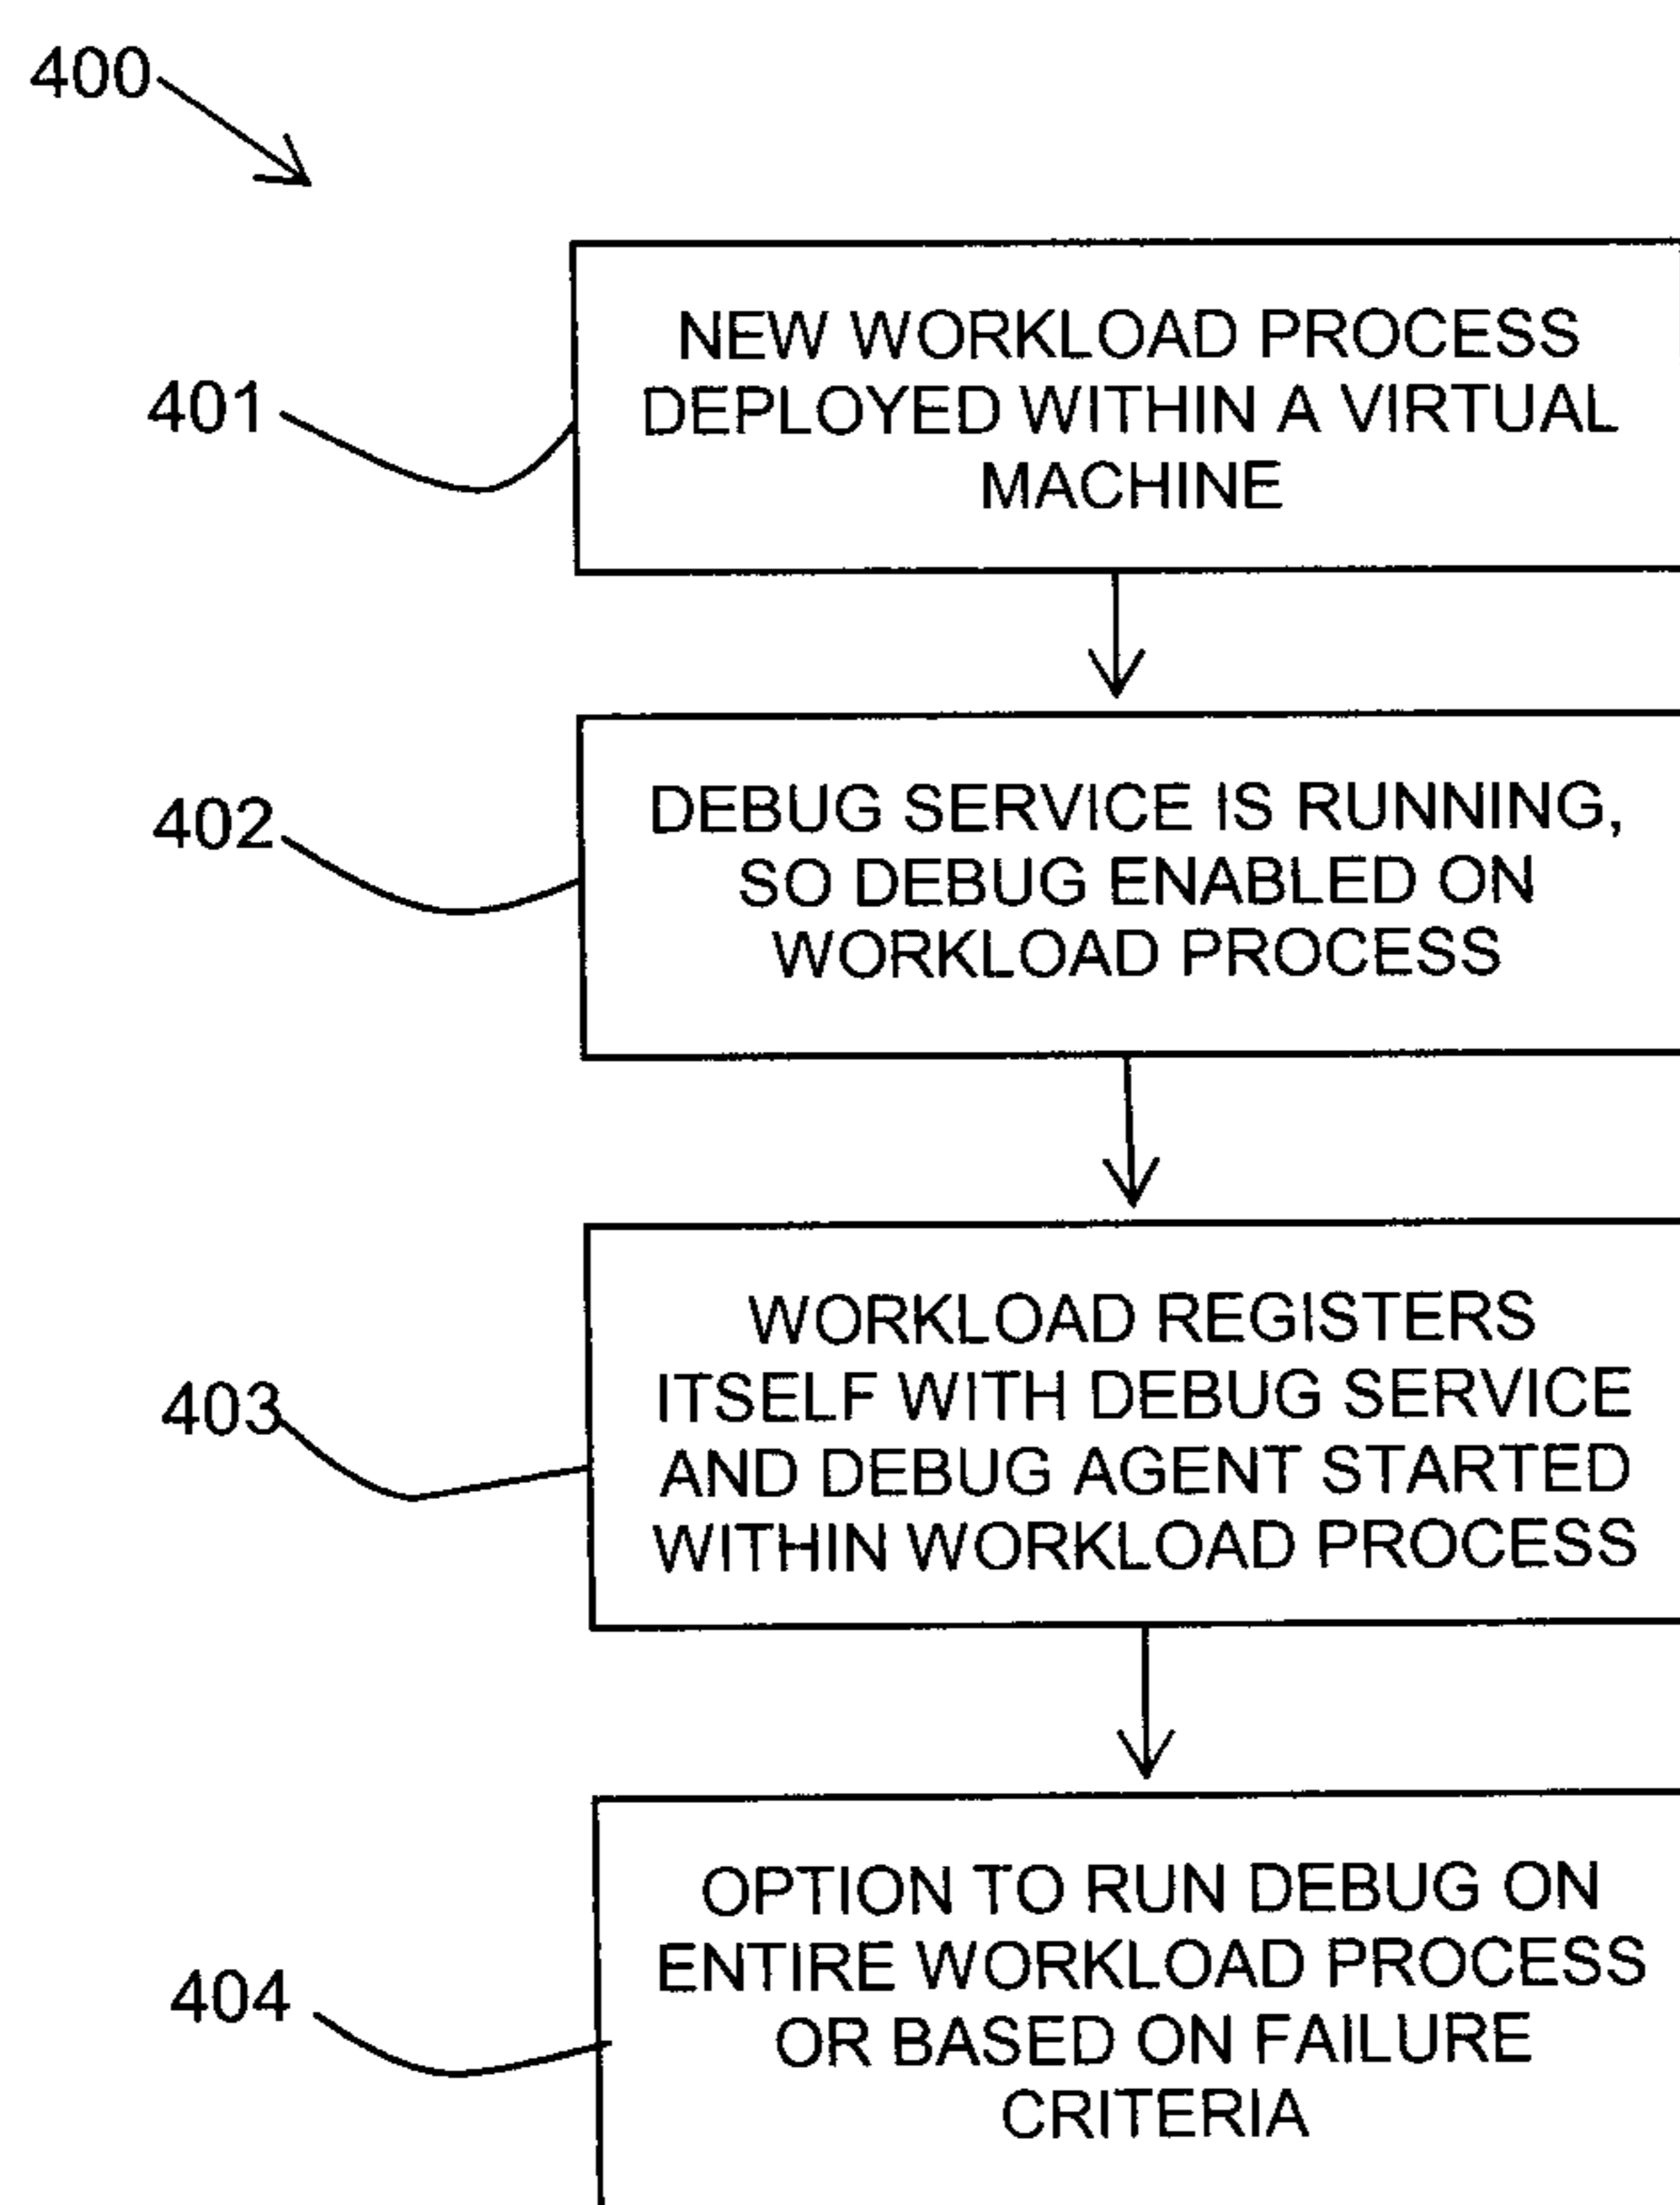 400
401
NEW WORKLOAD PROCESS
DEPLOYED WITHIN A VIRTUAL
MACHINE
402
DEBUG SERVICE IS RUNNING,
SO DEBUG ENABLED ON
WORKLOAD PROCESS
403
WORKLOAD REGISTERS
ITSELF WITH DEBUG SERVICE
AND DEBUG AGENT STARTED
WITHIN WORKLOAD PROCESS
404
OPTION TO RUN DEBUG ON
ENTIRE WORKLOAD PROCESS
OR BASED ON FAILURE
CRITERIA